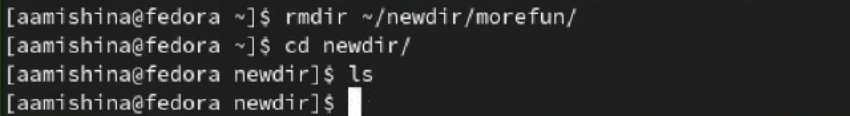 [aamishina@fedora ~]$ rmdir ~/newdir/morefun/
[aamishina@fedora ~]$ cd newdir/
[aamishina@fedora newdir]$ ls
[aamishina@fedora newdir]$